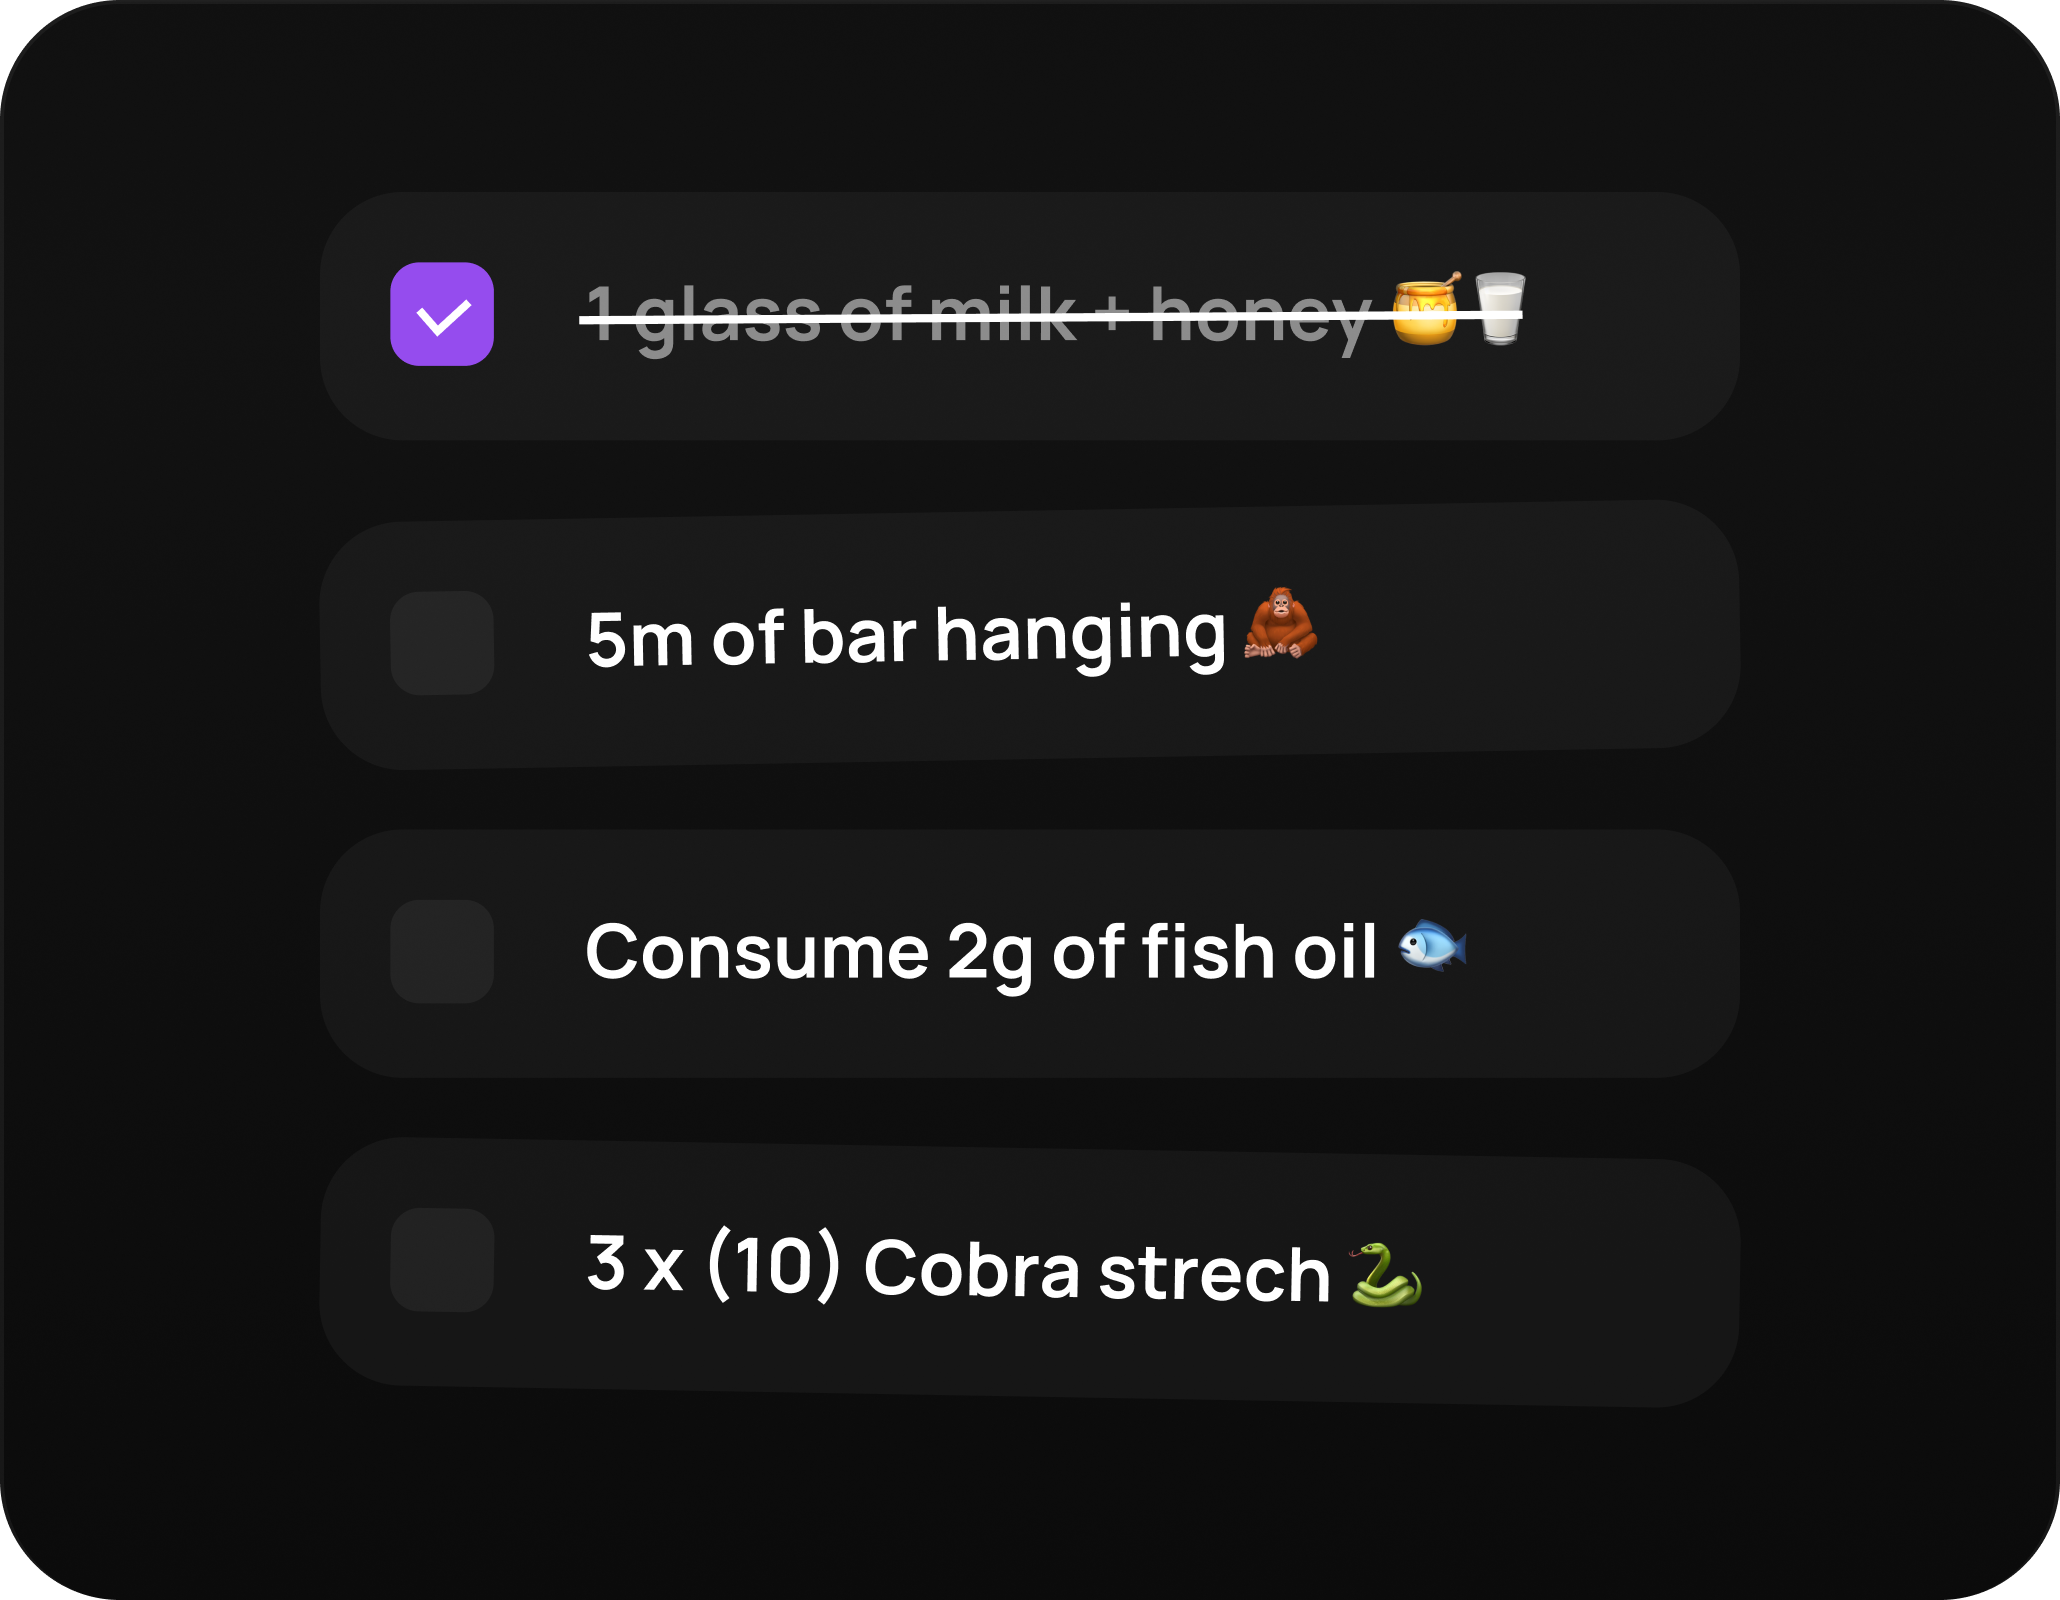 1 glass of milk + honey 🍯🥛
5m of bar hanging 🦧
Consume 2g of fish oil 🐟
3 x (10) Cobra strech 🐍